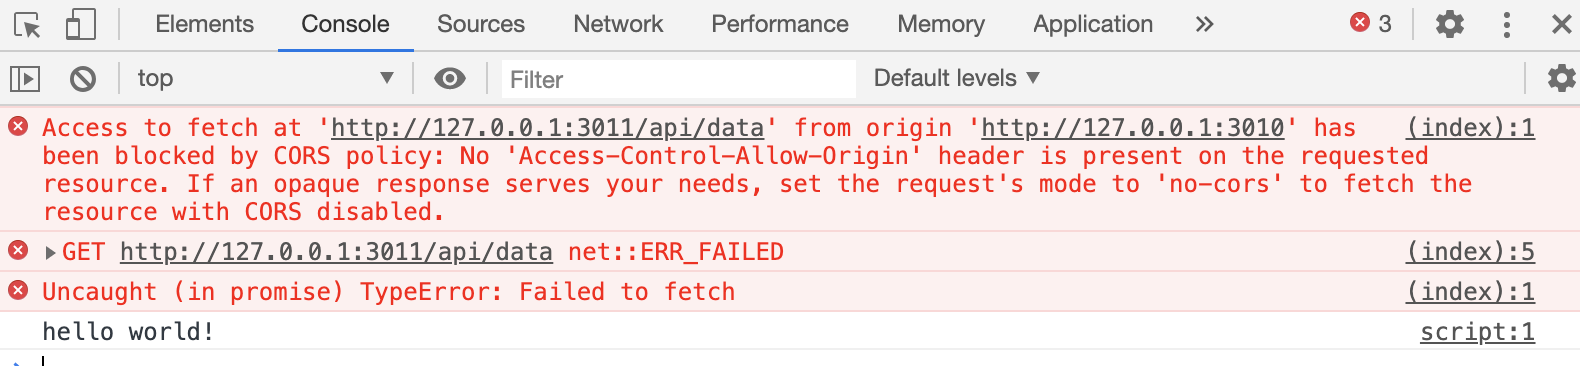 Elements Console Sources Network Performance Memory Application » 3
top ▼ Filter Default levels ▼
Access to fetch at 'http://127.0.0.1:3011/api/data' from origin 'http://127.0.0.1:3010' has (index):1
been blocked by CORS policy: No 'Access-Control-Allow-Origin' header is present on the requested
resource. If an opaque response serves your needs, set the request's mode to 'no-cors' to fetch the
resource with CORS disabled.
GET http://127.0.0.1:3011/api/data net::ERR_FAILED (index):5
Uncaught (in promise) TypeError: Failed to fetch (index):1
hello world! script:1